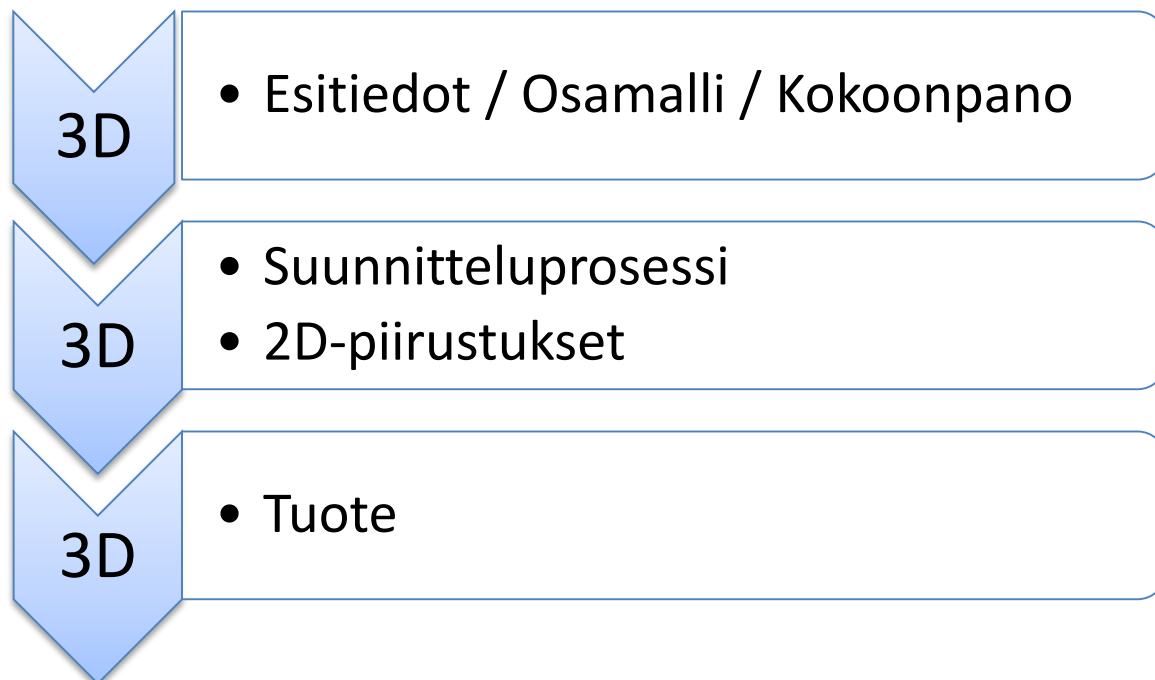 3D
• Esitiedot / Osamalli / Kokoonpano
3D
• Suunnitteluprosessi
• 2D-piirustukset
3D
• Tuote